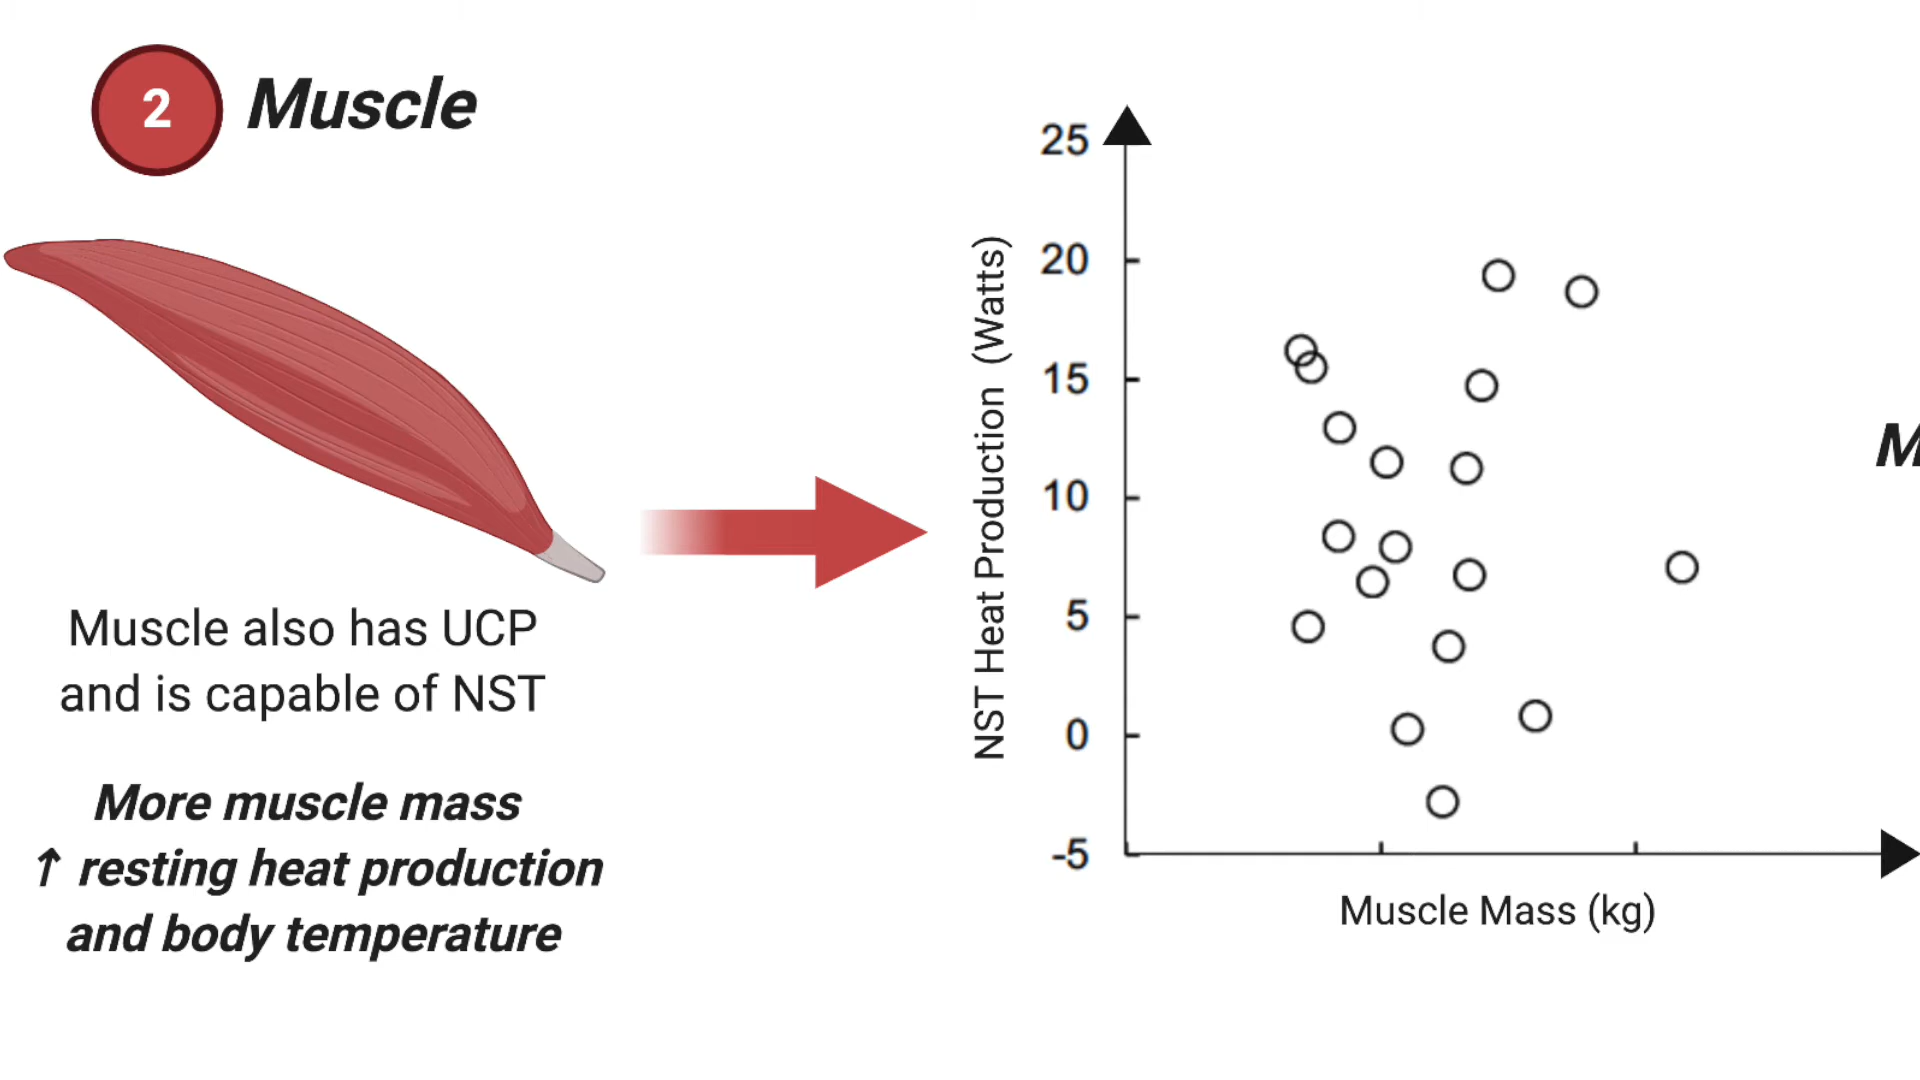 2
Muscle
Muscle also has UCP
and is capable of NST
More muscle mass
↑ resting heat production
and body temperature
NST Heat Production (Watts)
25
20
15
10
5
0
-5
Muscle Mass (kg)
M